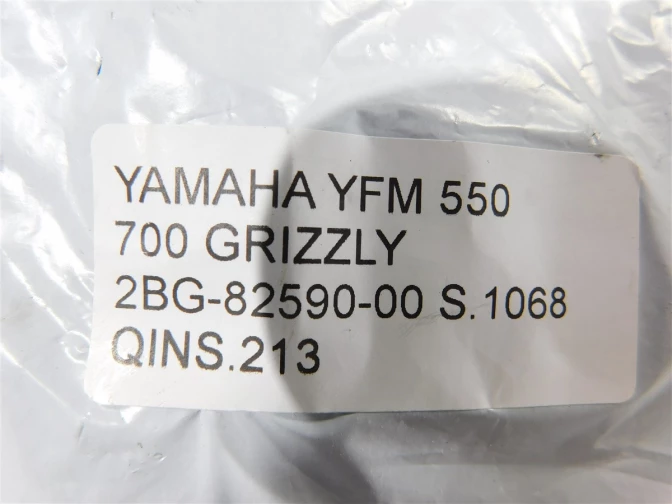 YAMAHA YFM 550
700 GRIZZLY
2BG-82590-00 S.1068
QINS.213